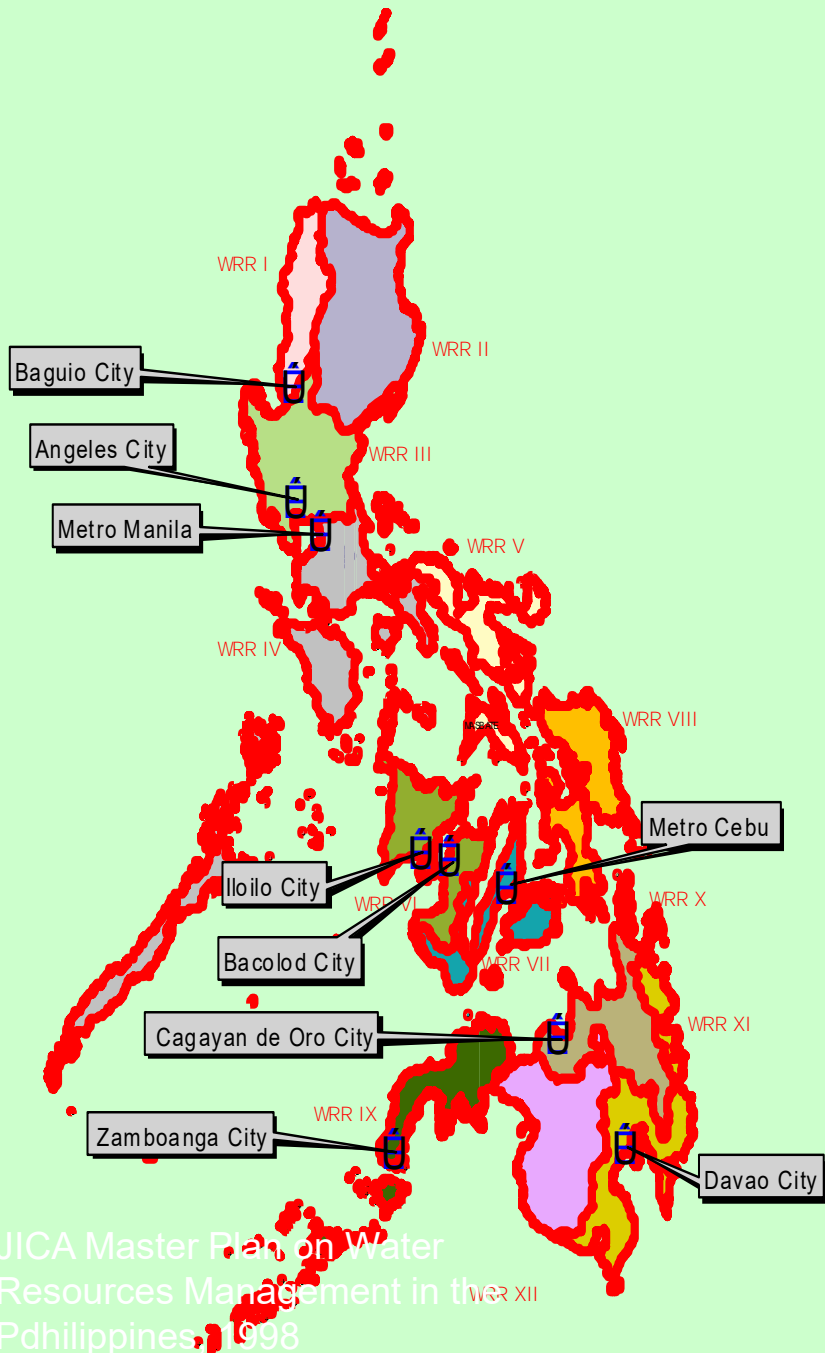 WRR I
WRR II
Baguio City
Angeles City
WRR III
Metro Manila
WRR V
WRR IV
WRR VIII
MASBATE
Metro Cebu
Iloilo City
WRR VI
WRR X
Bacolod City
WRR VII
Cagayan de Oro City
WRR XI
WRR IX
Zamboanga City
Davao City
JICA Master Plan on Water
Resources Management in the
WRR XII
Pdhilippines, 1998